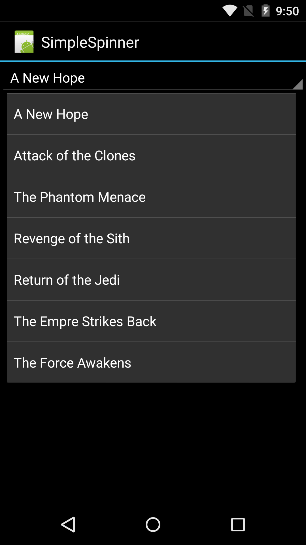 9:50
SimpleSpinner
A New Hope
A New Hope
Attack of the Clones
The Phantom Menace
Revenge of the Sith
Return of the Jedi
The Empre Strikes Back
The Force Awakens